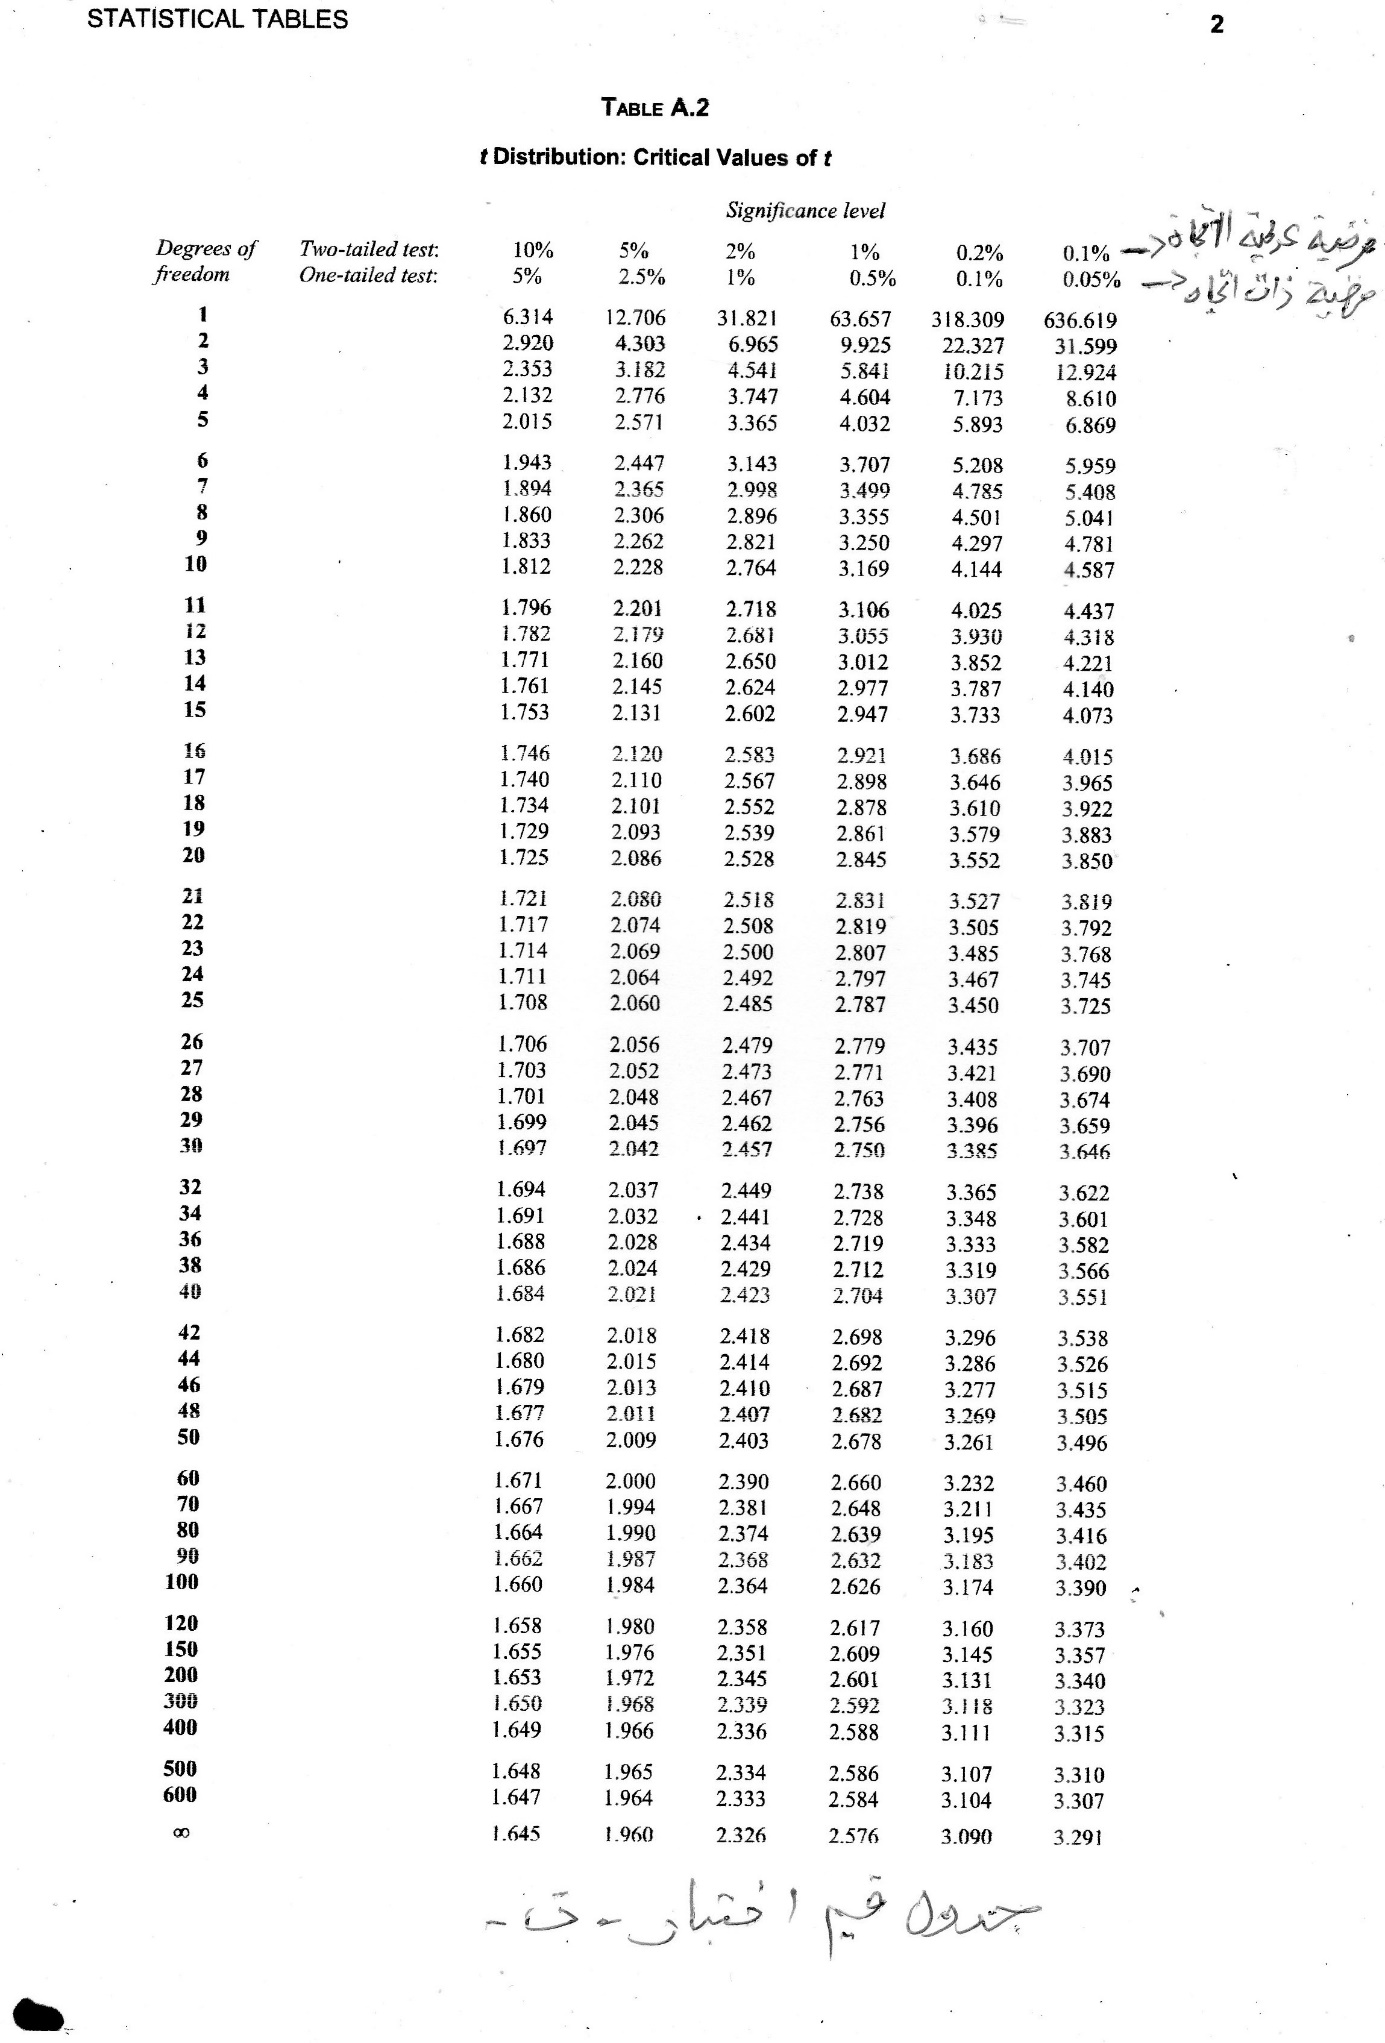 STATISTICAL TABLES 2
TABLE A.2
t Distribution: Critical Values of t
Significance level
Degrees of freedom Two-tailed test: 10% 5% 2% 1% 0.2% 0.1% فرضية عديمة اتجاه
One-tailed test: 5% 2.5% 1% 0.5% 0.1% 0.05% فرضية ذات اتجاه
1 6.314 12.706 31.821 63.657 318.309 636.619
2 2.920 4.303 6.965 9.925 22.327 31.599
3 2.353 3.182 4.541 5.841 10.215 12.924
4 2.132 2.776 3.747 4.604 7.173 8.610
5 2.015 2.571 3.365 4.032 5.893 6.869
6 1.943 2.447 3.143 3.707 5.208 5.959
7 1.894 2.365 2.998 3.499 4.785 5.408
8 1.860 2.306 2.896 3.355 4.501 5.041
9 1.833 2.262 2.821 3.250 4.297 4.781
10 1.812 2.228 2.764 3.169 4.144 4.587
11 1.796 2.201 2.718 3.106 4.025 4.437
12 1.782 2.179 2.681 3.055 3.930 4.318
13 1.771 2.160 2.650 3.012 3.852 4.221
14 1.761 2.145 2.624 2.977 3.787 4.140
15 1.753 2.131 2.602 2.947 3.733 4.073
16 1.746 2.120 2.583 2.921 3.686 4.015
17 1.740 2.110 2.567 2.898 3.646 3.965
18 1.734 2.101 2.552 2.878 3.610 3.922
19 1.729 2.093 2.539 2.861 3.579 3.883
20 1.725 2.086 2.528 2.845 3.552 3.850
21 1.721 2.080 2.518 2.831 3.527 3.819
22 1.717 2.074 2.508 2.819 3.505 3.792
23 1.714 2.069 2.500 2.807 3.485 3.768
24 1.711 2.064 2.492 2.797 3.467 3.745
25 1.708 2.060 2.485 2.787 3.450 3.725
26 1.706 2.056 2.479 2.779 3.435 3.707
27 1.703 2.052 2.473 2.771 3.421 3.690
28 1.701 2.048 2.467 2.763 3.408 3.674
29 1.699 2.045 2.462 2.756 3.396 3.659
30 1.697 2.042 2.457 2.750 3.385 3.646
32 1.694 2.037 2.449 2.738 3.365 3.622
34 1.691 2.032 2.441 2.728 3.348 3.601
36 1.688 2.028 2.434 2.719 3.333 3.582
38 1.686 2.024 2.429 2.712 3.319 3.566
40 1.684 2.021 2.423 2.704 3.307 3.551
42 1.682 2.018 2.418 2.698 3.296 3.538
44 1.680 2.015 2.414 2.692 3.286 3.526
46 1.679 2.013 2.410 2.687 3.277 3.515
48 1.677 2.011 2.407 2.682 3.269 3.505
50 1.676 2.009 2.403 2.678 3.261 3.496
60 1.671 2.000 2.390 2.660 3.232 3.460
70 1.667 1.994 2.381 2.648 3.211 3.435
80 1.664 1.990 2.374 2.639 3.195 3.416
90 1.662 1.987 2.368 2.632 3.183 3.402
100 1.660 1.984 2.364 2.626 3.174 3.390
120 1.658 1.980 2.358 2.617 3.160 3.373
150 1.655 1.976 2.351 2.609 3.145 3.357
200 1.653 1.972 2.345 2.601 3.131 3.340
300 1.650 1.968 2.339 2.592 3.118 3.323
400 1.649 1.966 2.336 2.588 3.111 3.315
500 1.648 1.965 2.334 2.586 3.107 3.310
600 1.647 1.964 2.333 2.584 3.104 3.307
∞ 1.645 1.960 2.326 2.576 3.090 3.291
جدول قيم اختبار - ت -